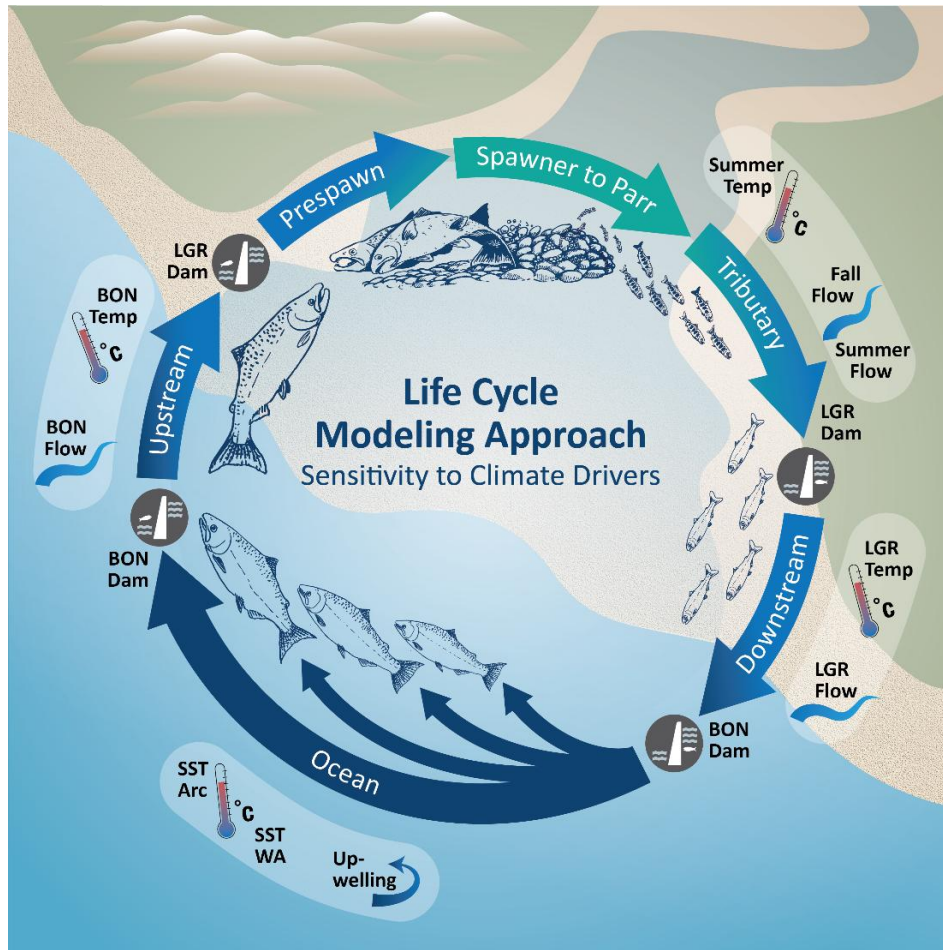 Life Cycle
Modeling Approach
Sensitivity to Climate Drivers
Prespawn
Spawner to Parr
Summer
Temp
°C
Tributary
Fall
Flow
Summer
Flow
LGR
Dam
Downstream
LGR
Temp
°C
LGR
Flow
BON
Dam
Ocean
SST
Arc
°C
SST
WA
Up-
welling
BON
Dam
Upstream
BON
Temp
°C
BON
Flow
LGR
Dam